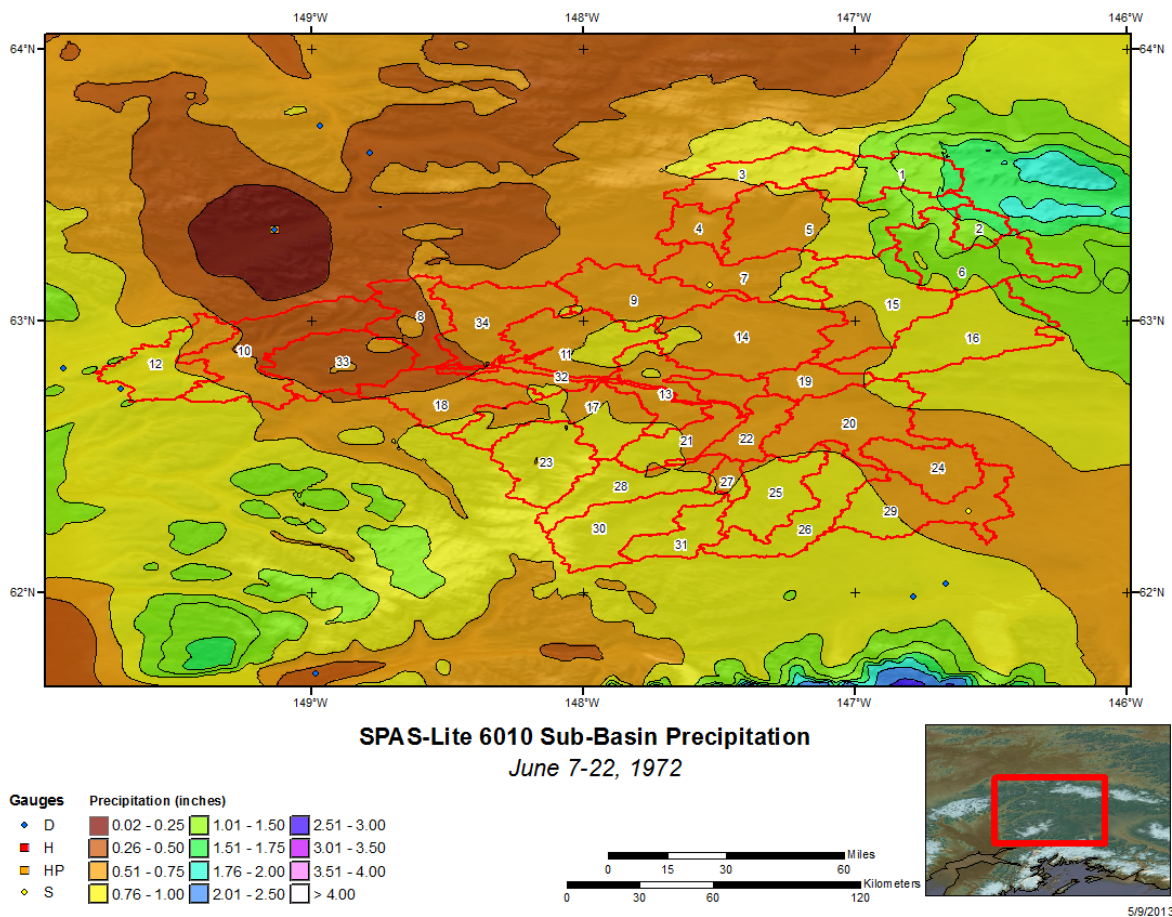 149°W 148°W 147°W 146°W
64°N 64°N
3 1
4 5 2
7 6
9 15
63°N 8 34 14 16 63°N
12 10 33 11
32 19
18 17 13
21 22 20
23 27 24
28 25
30 26 29
31
62°N 62°N
149°W 148°W 147°W 146°W
SPAS-Lite 6010 Sub-Basin Precipitation
June 7-22, 1972
Gauges Precipitation (inches)
D 0.02 - 0.25 1.01 - 1.50 2.51 - 3.00
H 0.26 - 0.50 1.51 - 1.75 3.01 - 3.50
HP 0.51 - 0.75 1.76 - 2.00 3.51 - 4.00
S 0.76 - 1.00 2.01 - 2.50 > 4.00
Miles
0 15 30 60
Kilometers
0 30 60 120
5/9/2013